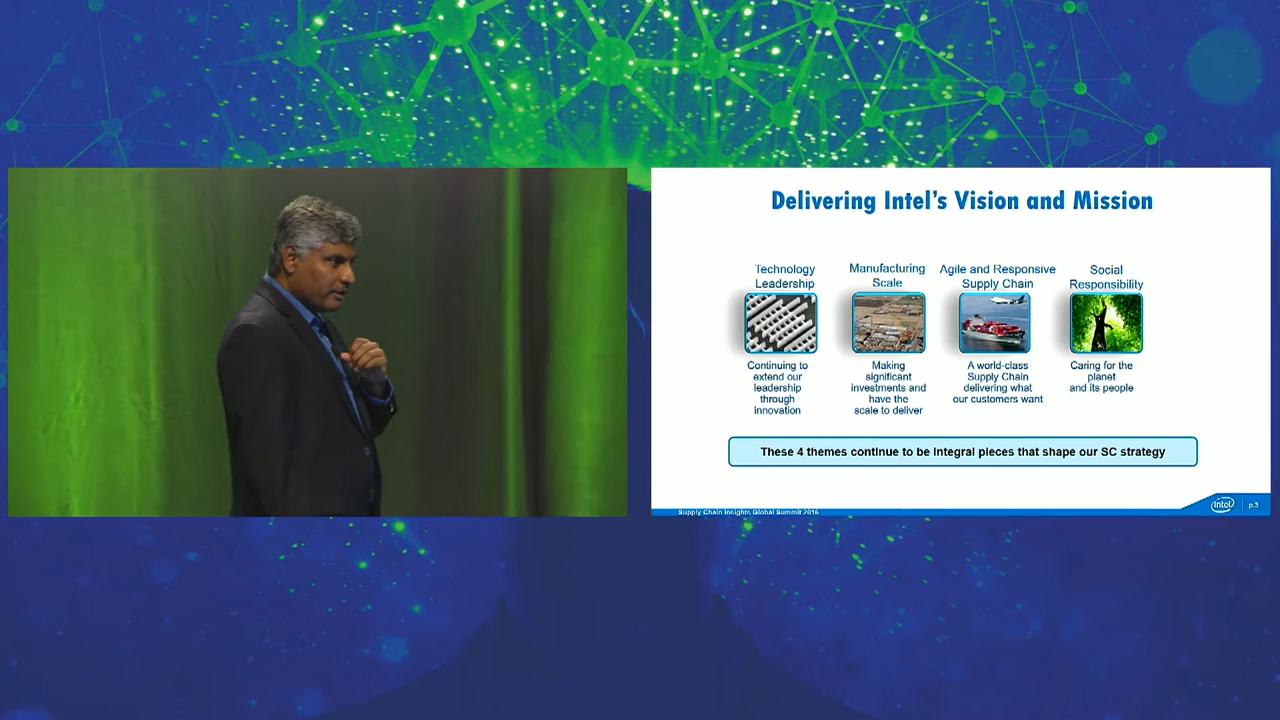 Delivering Intel's Vision and Mission
Technology
Leadership
Continuing to
extend our
leadership
through
innovation
Manufacturing
Scale
Making
significant
investments and
have the
scale to deliver
Agile and Responsive
Supply Chain
A world-class
Supply Chain
delivering what
our customers want
Social
Responsibility
Caring for the
planet
and its people
These 4 themes continue to be integral pieces that shape our SC strategy
Supply Chain Insights Global Summit 2016
intel
p.3